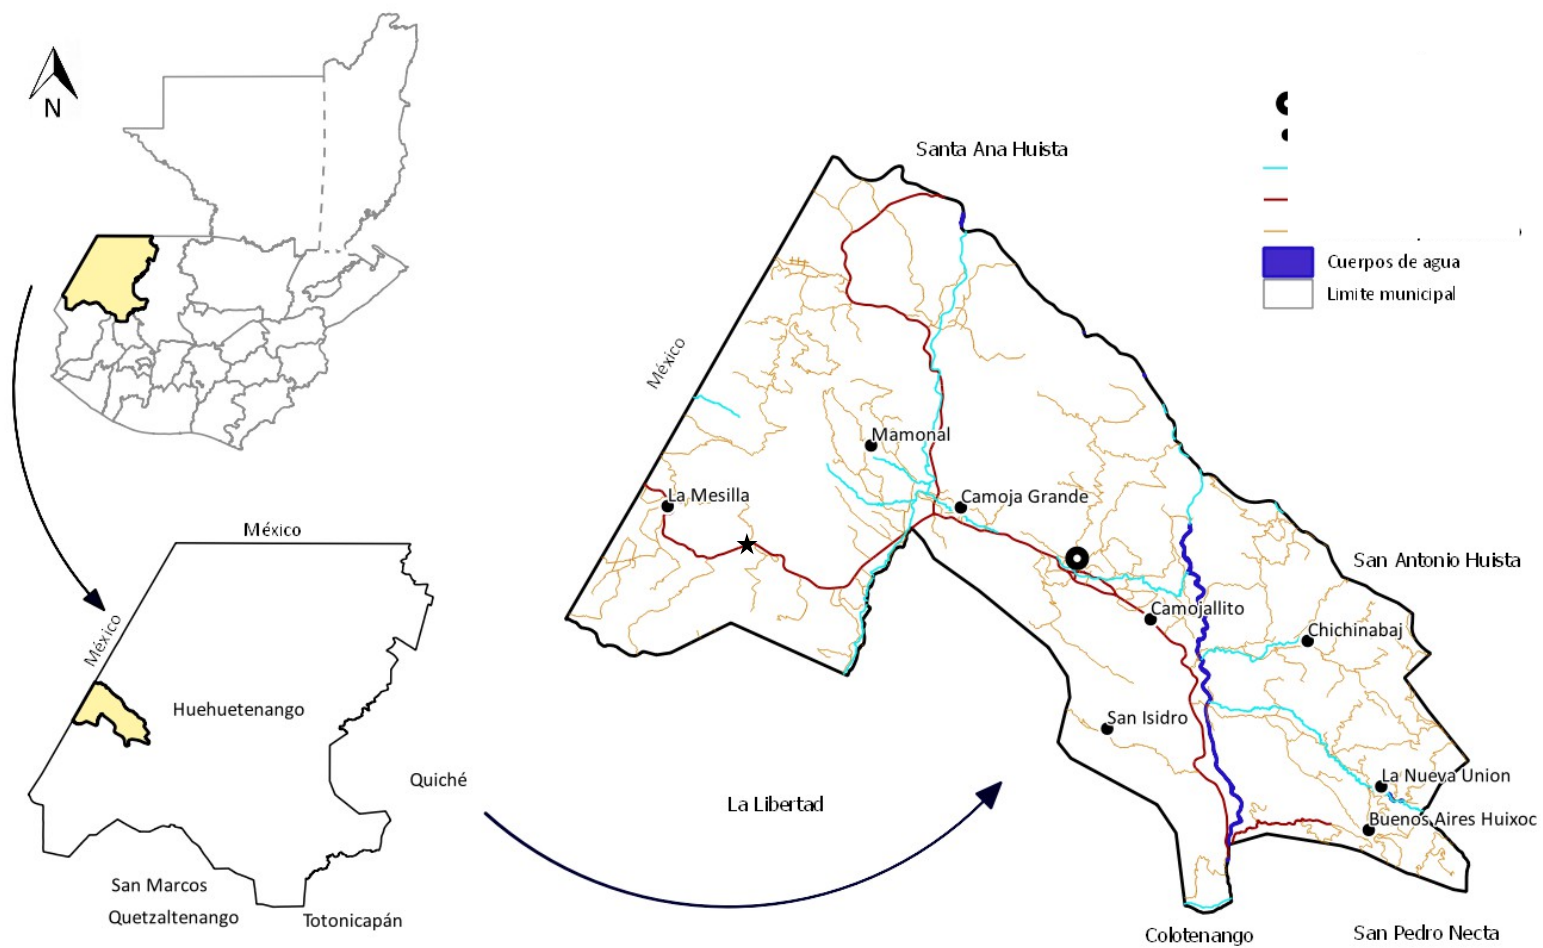 N
Santa Ana Huista
Cuerpos de agua
Limite municipal
México
Mamonal
La Mesilla
Camoja Grande
San Antonio Huista
Camojallito
Chichinabaj
San Isidro
La Nueva Union
Buenos Aires Huixoc
La Libertad
Colotenango
San Pedro Necta
México
México
Huehuetenango
Quiché
San Marcos
Quetzaltenango
Totonicapán